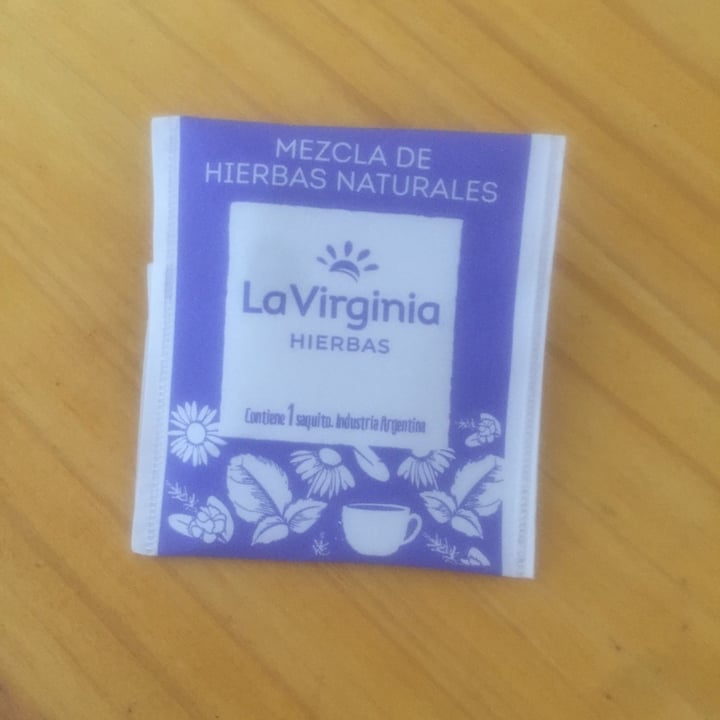 MEZCLA DE
HIERBAS NATURALES
LaVirginia
HIERBAS
Contiene 1 saquito. Industria Argentina